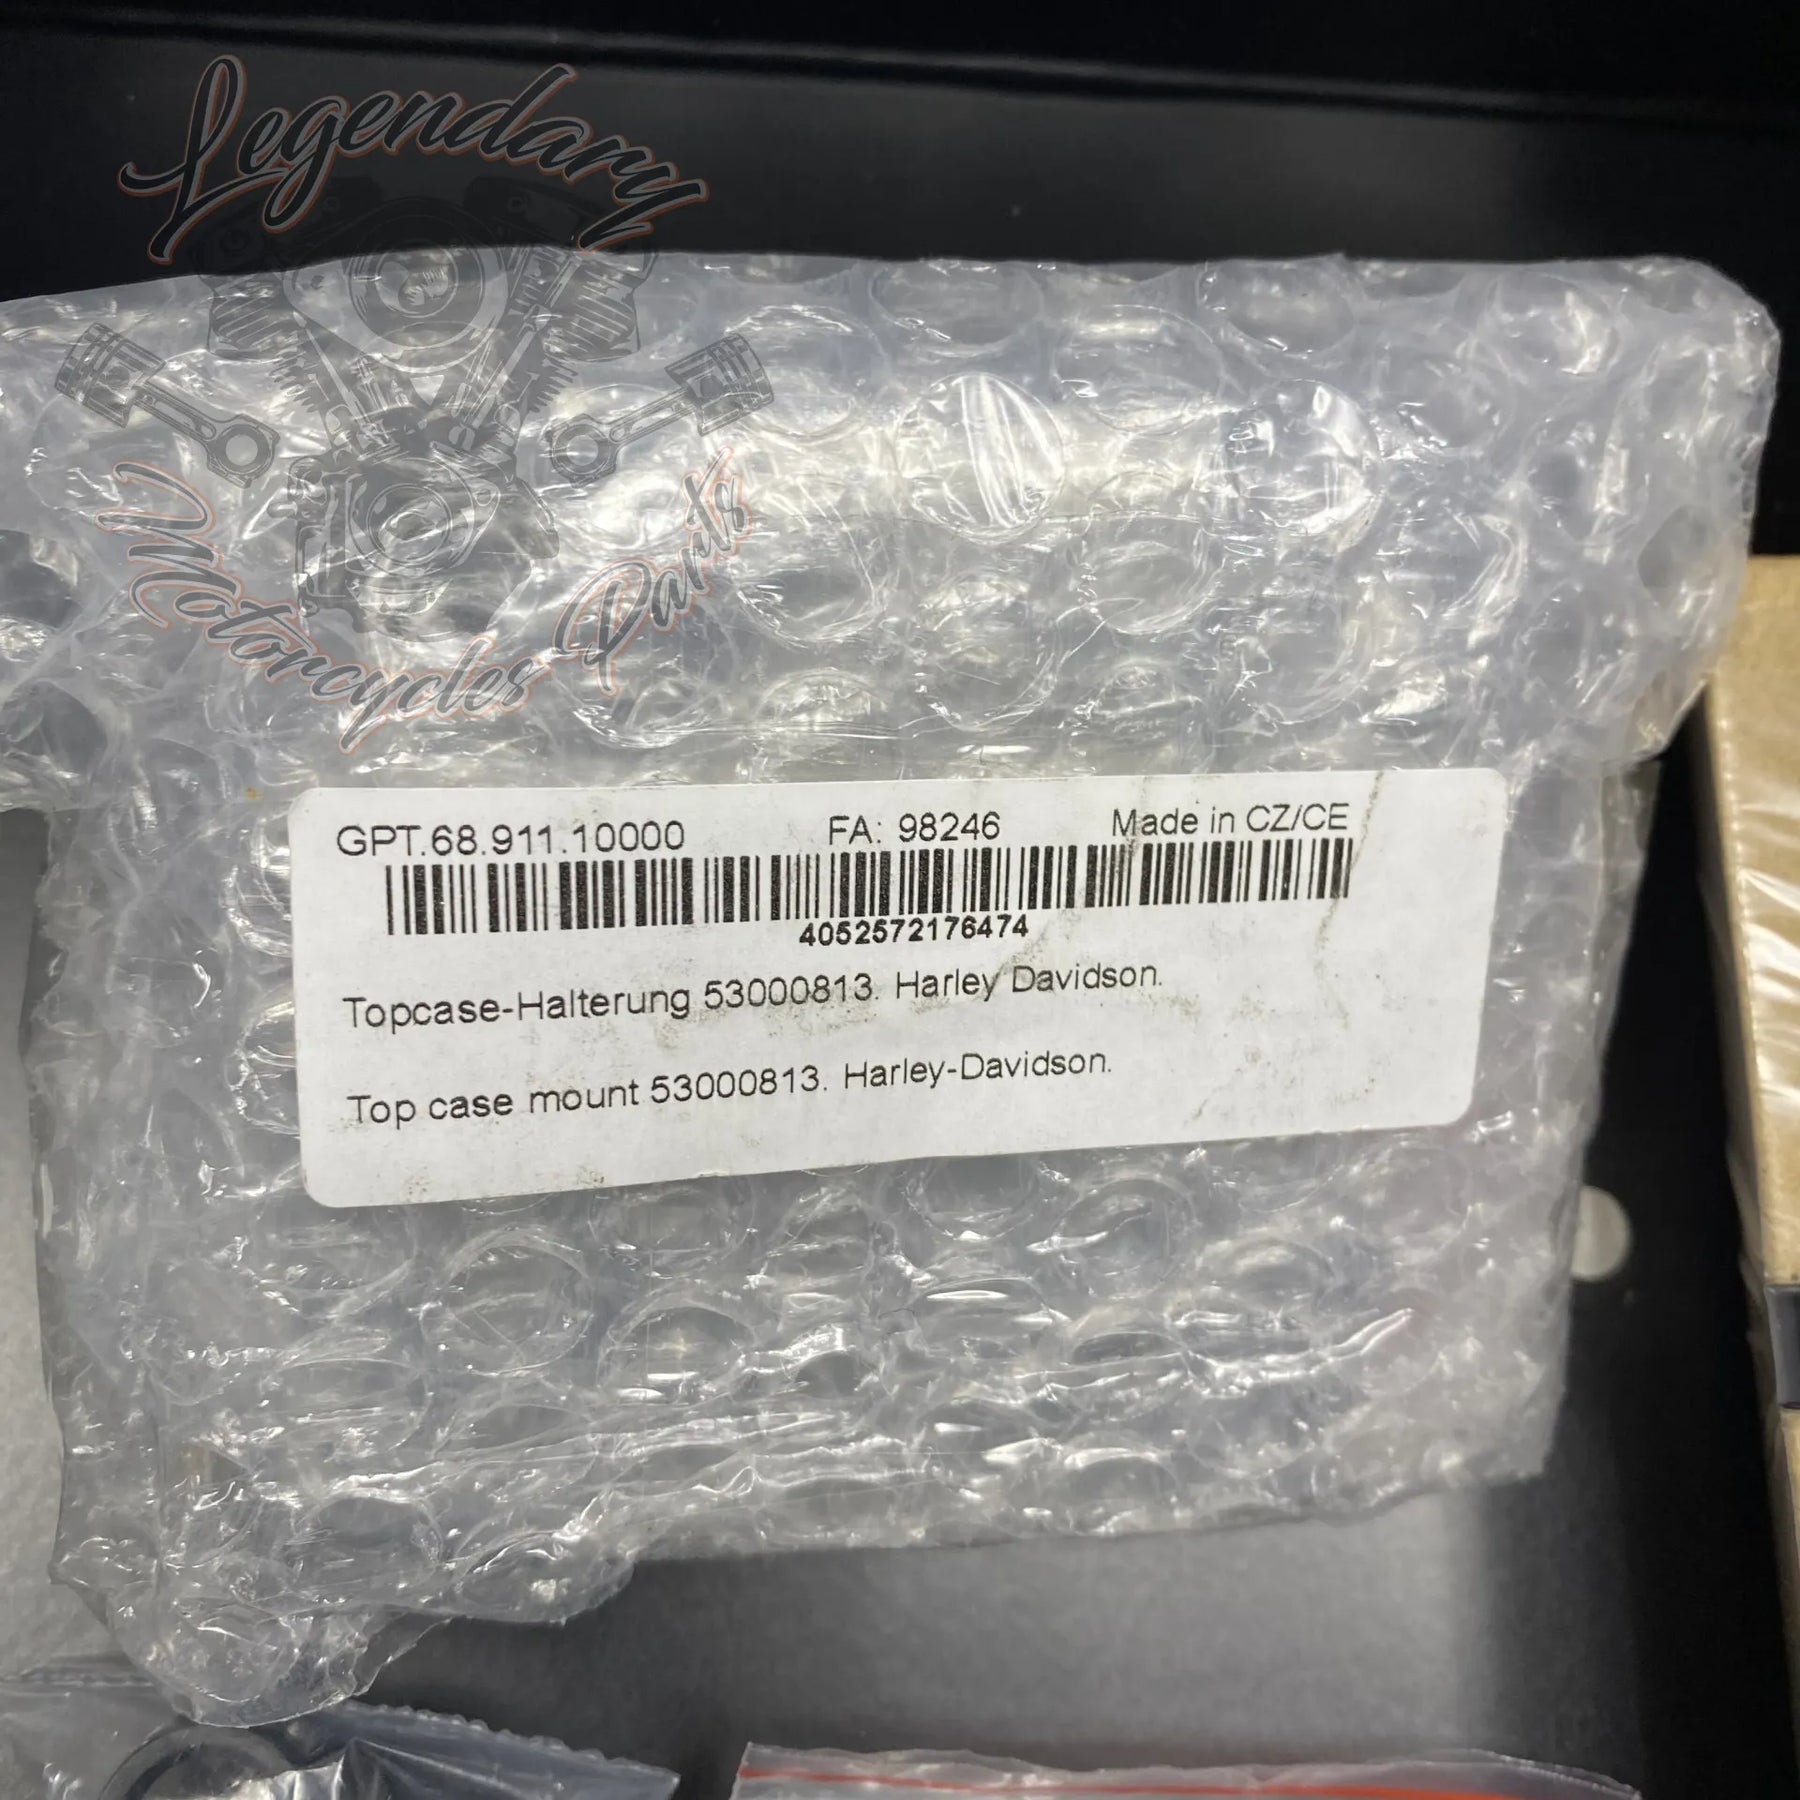 Legendary
Motorcycles Parts
GPT.68.911.10000 FA: 98246 Made in CZ/CE
4052572176474
Topcase-Halterung 53000813. Harley Davidson.
Top case mount 53000813. Harley-Davidson.